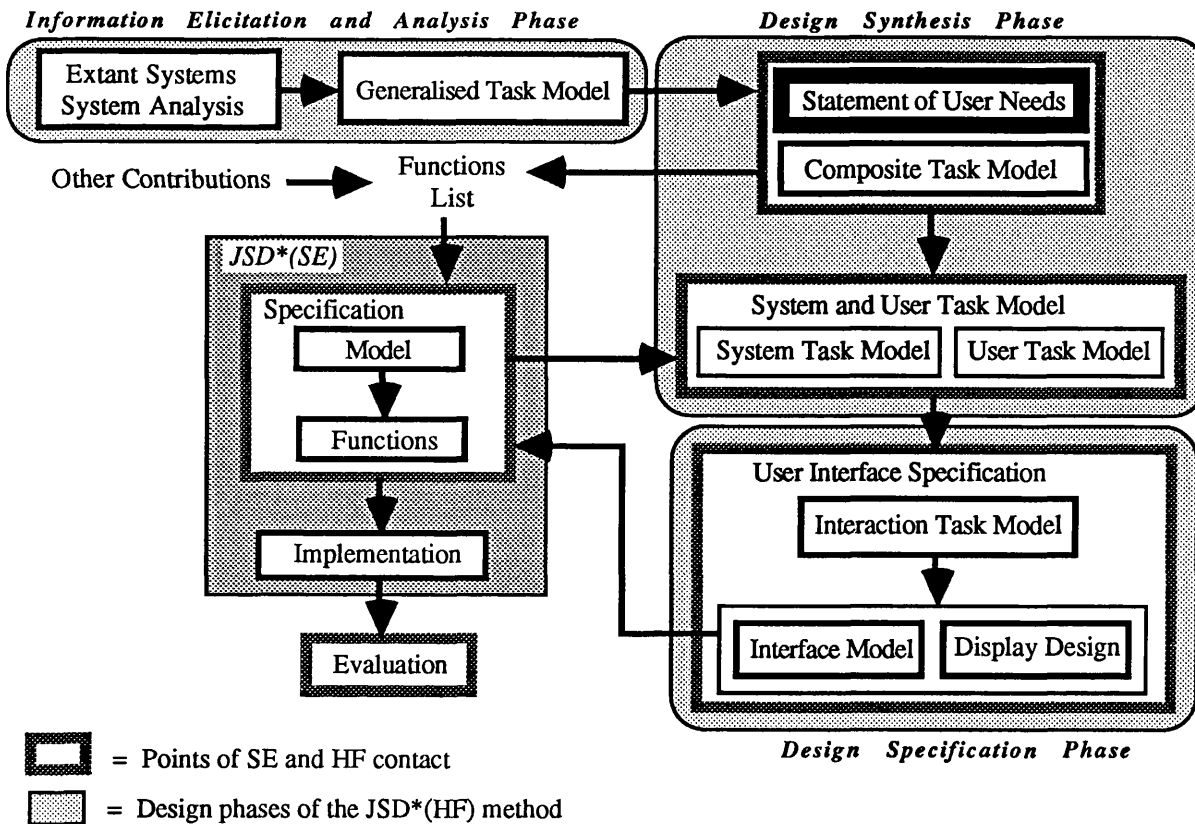 Information Elicitation and Analysis Phase
Design Synthesis Phase
Extant Systems
System Analysis
Generalised Task Model
Statement of User Needs
Composite Task Model
Other Contributions
Functions
List
JSD*(SE)
Specification
Model
Functions
Implementation
Evaluation
System and User Task Model
System Task Model
User Task Model
User Interface Specification
Interaction Task Model
Interface Model
Display Design
Design Specification Phase
= Points of SE and HF contact
= Design phases of the JSD*(HF) method